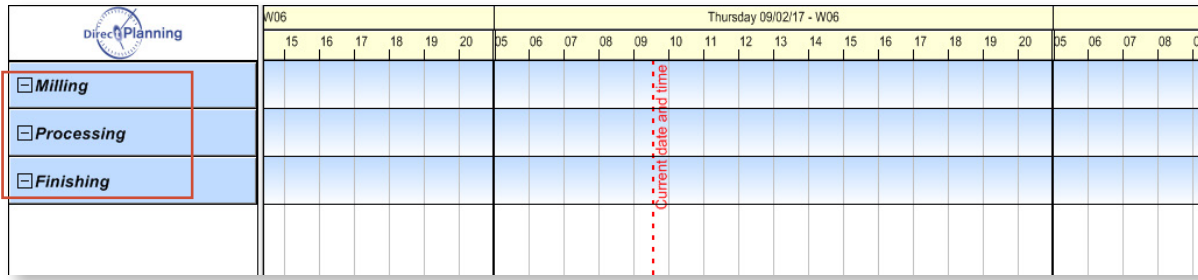 DirectPlanning
W06
Thursday 09/02/17 - W06
15 16 17 18 19 20 05 06 07 08 09 10 11 12 13 14 15 16 17 18 19 20 05 06 07 08
Milling
Processing
Finishing
Current date and time